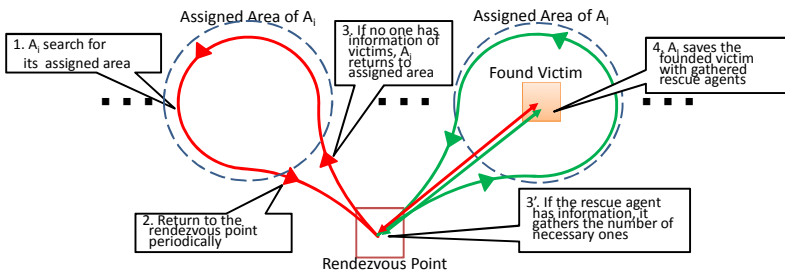 Assigned Area of Ai
Assigned Area of Ai
1. Ai search for
its assigned area
3. If no one has
information of
victims, Ai
returns to
assigned area
4. Ai saves the
founded victim
with gathered
rescue agents
Found Victim
2. Return to the
rendezvous point
periodically
3'. If the rescue agent
has information, it
gathers the number of
necessary ones
Rendezvous Point